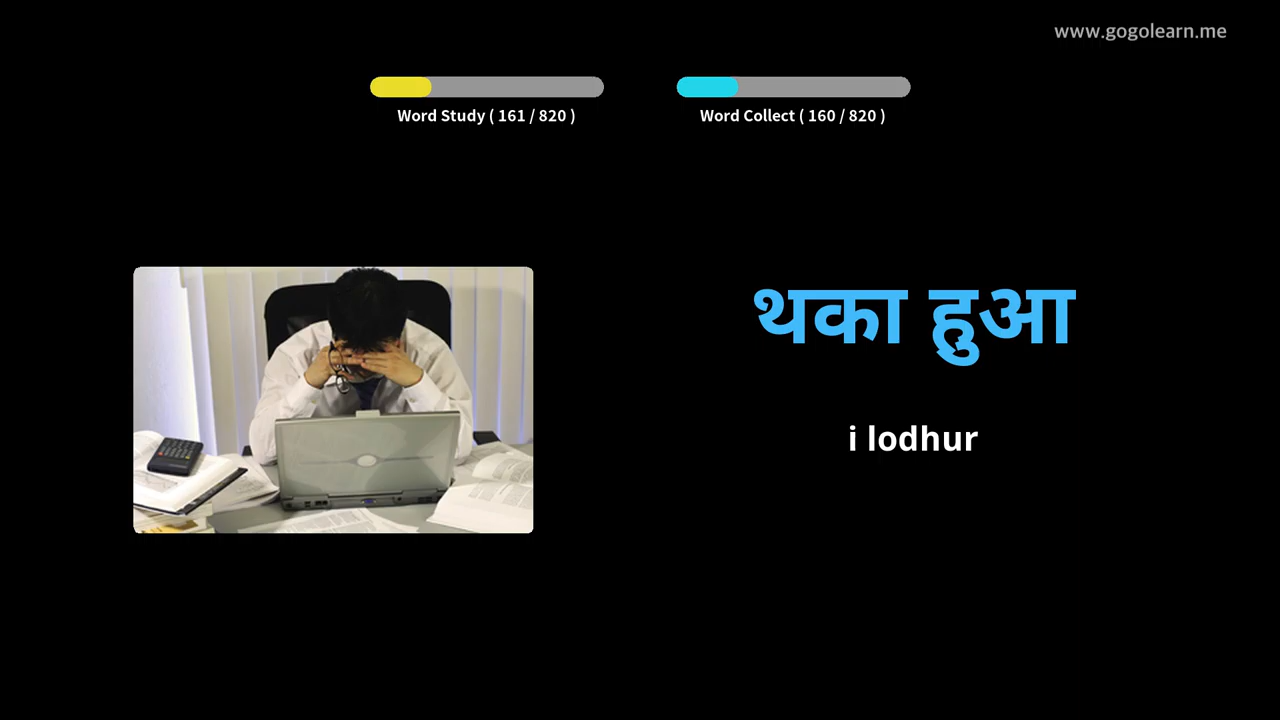 www.gogolearn.me
Word Study ( 161 / 820 )
Word Collect ( 160 / 820 )
थका हुआ
i lodhur